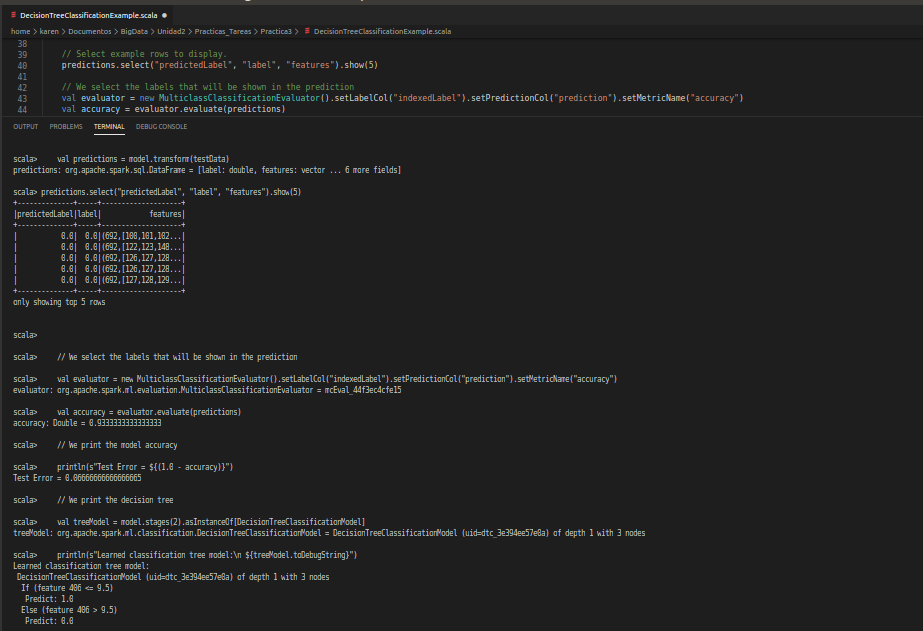 DecisionTreeClassificationExample.scala
home > karen > Documentos > BigData > Unidad2 > Practicas_Tareas > Practica3 > DecisionTreeClassificationExample.scala
38
39 // Select example rows to display.
40 predictions.select("predictedLabel", "label", "features").show(5)
41
42 // We select the labels that will be shown in the prediction
43 val evaluator = new MulticlassClassificationEvaluator().setLabelCol("indexedLabel").setPredictionCol("prediction").setMetricName("accuracy")
44 val accuracy = evaluator.evaluate(predictions)
OUTPUT PROBLEMS TERMINAL DEBUG CONSOLE
scala> val predictions = model.transform(testData)
predictions: org.apache.spark.sql.DataFrame = [label: double, features: vector ... 6 more fields]
scala> predictions.select("predictedLabel", "label", "features").show(5)
+--------------+-----+--------------------+
|predictedLabel|label|            features|
+--------------+-----+--------------------+
|           0.0|  0.0|(692,[100,101,102...|
|           0.0|  0.0|(692,[122,123,148...|
|           0.0|  0.0|(692,[126,127,128...|
|           0.0|  0.0|(692,[126,127,128...|
|           0.0|  0.0|(692,[127,128,129...|
+--------------+-----+--------------------+
only showing top 5 rows
scala>
scala> // We select the labels that will be shown in the prediction
scala> val evaluator = new MulticlassClassificationEvaluator().setLabelCol("indexedLabel").setPredictionCol("prediction").setMetricName("accuracy")
evaluator: org.apache.spark.ml.evaluation.MulticlassClassificationEvaluator = mcEval_44f3ec4cfe15
scala> val accuracy = evaluator.evaluate(predictions)
accuracy: Double = 0.9333333333333333
scala> // We print the model accuracy
scala> println(s"Test Error = ${(1.0 - accuracy)}")
Test Error = 0.06666666666666665
scala> // We print the decision tree
scala> val treeModel = model.stages(2).asInstanceOf[DecisionTreeClassificationModel]
treeModel: org.apache.spark.ml.classification.DecisionTreeClassificationModel = DecisionTreeClassificationModel (uid=dtc_3e394ee57e0a) of depth 1 with 3 nodes
scala> println(s"Learned classification tree model:\n ${treeModel.toDebugString}")
Learned classification tree model:
DecisionTreeClassificationModel (uid=dtc_3e394ee57e0a) of depth 1 with 3 nodes
If (feature 406 <= 9.5)
Predict: 1.0
Else (feature 406 > 9.5)
Predict: 0.0